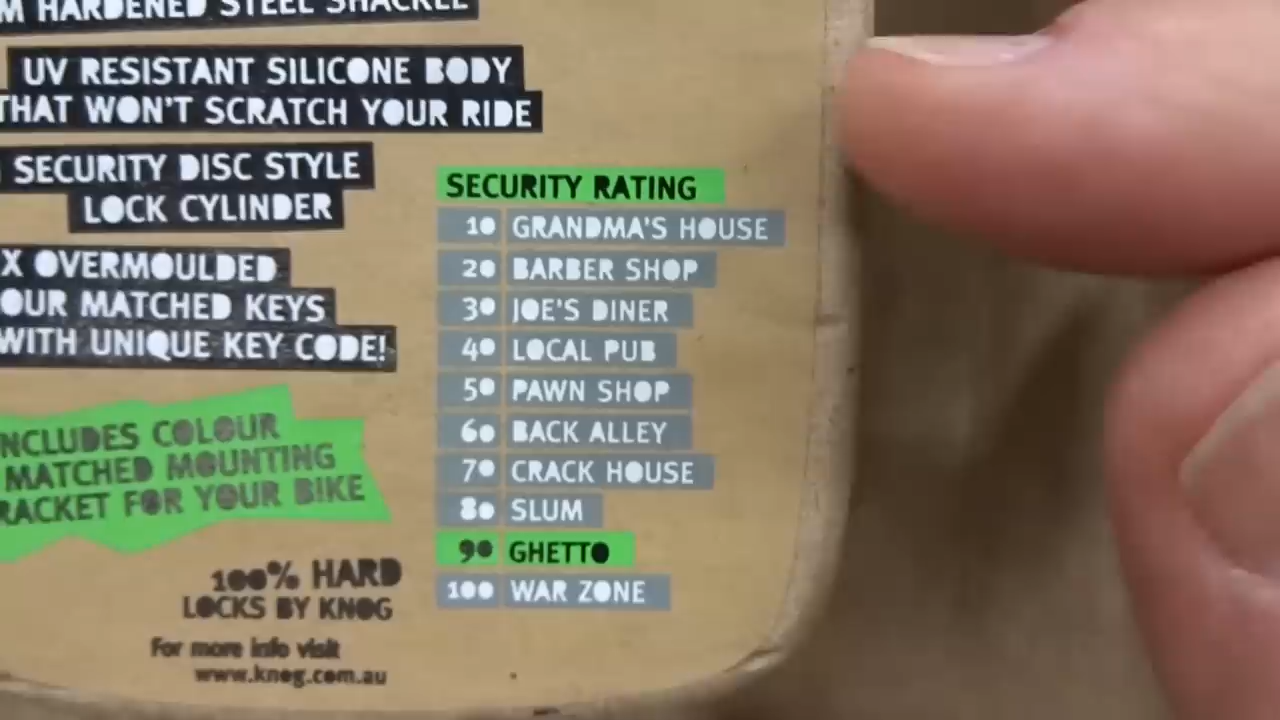 M HARDENED STEEL SHACKLE
UV RESISTANT SILICONE BODY
THAT WON'T SCRATCH YOUR RIDE
SECURITY DISC STYLE
LOCK CYLINDER
X OVERMOULDED
OUR MATCHED KEYS
WITH UNIQUE KEY CODE!
NCLUDES COLOUR
MATCHED MOUNTING
RACKET FOR YOUR BIKE
100% HARD
LOCKS BY KNOG
For more info visit
www.knog.com.au
SECURITY RATING
10 GRANDMA'S HOUSE
20 BARBER SHOP
30 JOE'S DINER
40 LOCAL PUB
50 PAWN SHOP
60 BACK ALLEY
70 CRACK HOUSE
80 SLUM
90 GHETTO
100 WAR ZONE